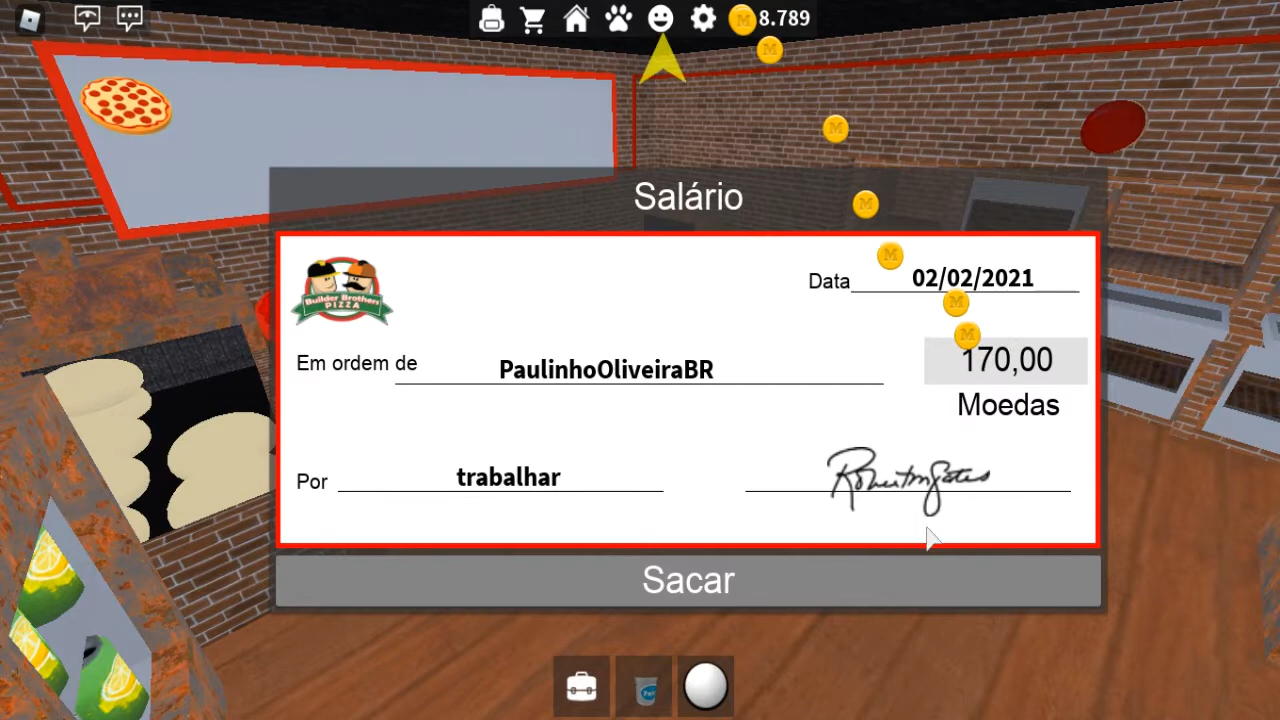 8.789
Salário
Builder Brothers
PIZZA
Data 02/02/2021
Em ordem de PaulinhoOliveiraBR
170,00
Moedas
Por trabalhar
Sacar